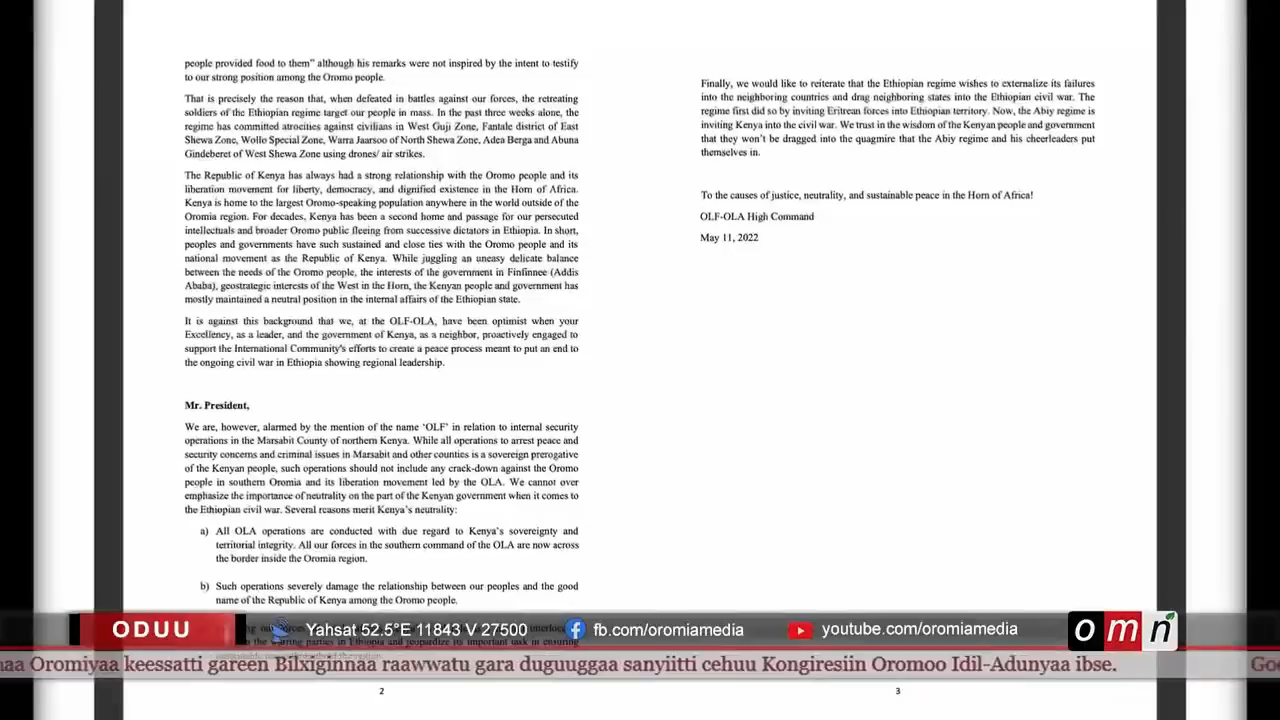 people provided food to them” although his remarks were not inspired by the intent to testify
to our strong position among the Oromo people.
That is precisely the reason that, when defeated in battles against our forces, the retreating
soldiers of the Ethiopian regime target our people in mass. In the past three weeks alone, the
regime has committed atrocities against civilians in West Guji Zone, Fantale district of East
Shewa Zone, Wollo Special Zone, Warra Jaarsoo of North Shewa Zone, Adea Berga and Abuna
Gindeberet of West Shewa Zone using drones/ air strikes.
The Republic of Kenya has always had a strong relationship with the Oromo people and its
liberation movement for liberty, democracy, and dignified existence in the Horn of Africa.
Kenya is home to the largest Oromo-speaking population anywhere in the world outside of the
Oromia region. For decades, Kenya has been a second home and passage for our persecuted
intellectuals and broader Oromo public fleeing from successive dictators in Ethiopia. In short,
peoples and governments have such sustained and close ties with the Oromo people and its
national movement as the Republic of Kenya. While juggling an uneasy delicate balance
between the needs of the Oromo people, the interests of the government in Finfinnee (Addis
Ababa), geostrategic interests of the West in the Horn, the Kenyan people and government has
mostly maintained a neutral position in the internal affairs of the Ethiopian state.
It is against this background that we, at the OLF-OLA, have been optimist when your
Excellency, as a leader, and the government of Kenya, as a neighbor, proactively engaged to
support the International Community's efforts to create a peace process meant to put an end to
the ongoing civil war in Ethiopia showing regional leadership.
Mr. President,
We are, however, alarmed by the mention of the name ‘OLF’ in relation to internal security
operations in the Marsabit County of northern Kenya. While all operations to arrest peace and
security concerns and criminal issues in Marsabit and other counties is a sovereign prerogative
of the Kenyan people, such operations should not include any crack-down against the Oromo
people in southern Oromia and its liberation movement led by the OLA. We cannot over
emphasize the importance of neutrality on the part of the Kenyan government when it comes to
the Ethiopian civil war. Several reasons merit Kenya’s neutrality:
a) All OLA operations are conducted with due regard to Kenya’s sovereignty and
territorial integrity. All our forces in the southern command of the OLA are now across
the border inside the Oromia region.
b) Such operations severely damage the relationship between our peoples and the good
name of the Republic of Kenya among the Oromo people.
2
Finally, we would like to reiterate that the Ethiopian regime wishes to externalize its failures
into the neighboring countries and drag neighboring states into the Ethiopian civil war. The
regime first did so by inviting Eritrean forces into Ethiopian territory. Now, the Abiy regime is
inviting Kenya into the civil war. We trust in the wisdom of the Kenyan people and government
that they won’t be dragged into the quagmire that the Abiy regime and his cheerleaders put
themselves in.
To the causes of justice, neutrality, and sustainable peace in the Horn of Africa!
OLF-OLA High Command
May 11, 2022
3
ODUU
Yahsat 52.5°E 11843 V 27500
fb.com/oromiamedia
youtube.com/oromiamedia
omn
Oromiyaa keessatti gareen Bilxiginnaa raawwatu gara duguuggaa sanyiitti cehuu Kongiresiin Oromoo Idil-Adunyaa ibse.